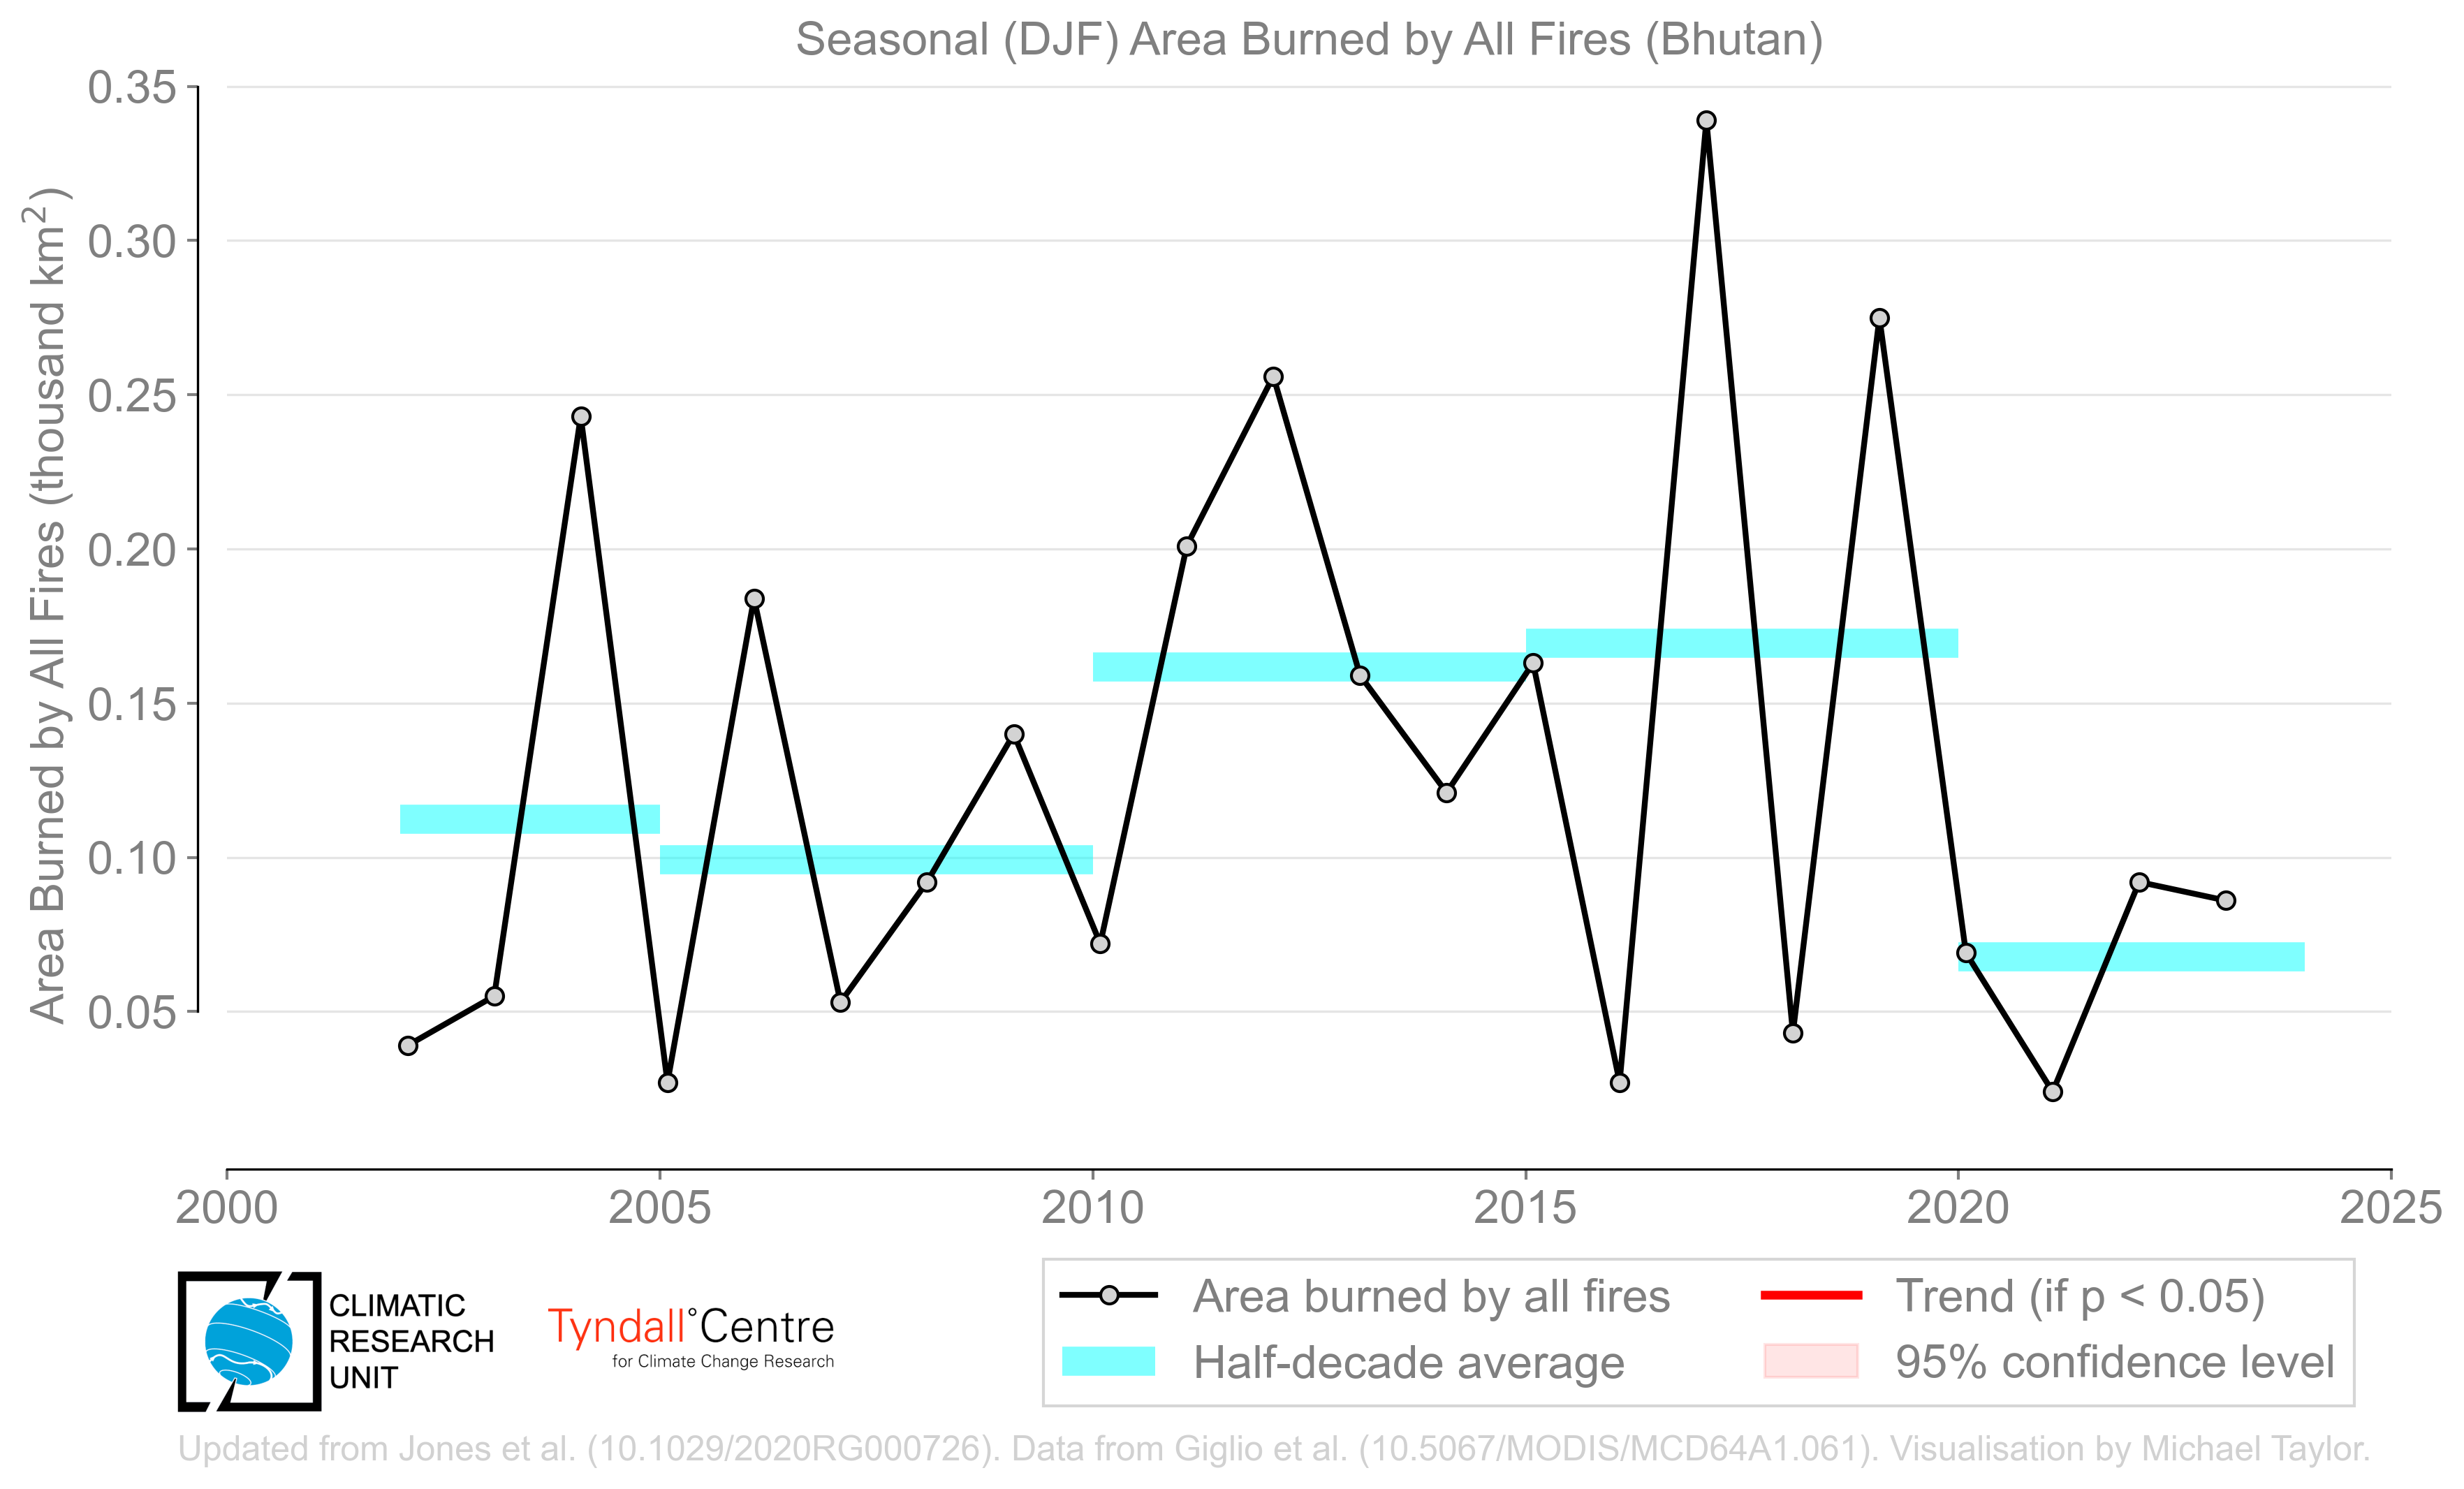 Seasonal (DJF) Area Burned by All Fires (Bhutan)
Area Burned by All Fires (thousand km²)
0.35
0.30
0.25
0.20
0.15
0.10
0.05
2000 2005 2010 2015 2020 2025
CLIMATIC
RESEARCH
UNIT
Tyndall°Centre
for Climate Change Research
Area burned by all fires
Half-decade average
Trend (if p < 0.05)
95% confidence level
Updated from Jones et al. (10.1029/2020RG000726). Data from Giglio et al. (10.5067/MODIS/MCD64A1.061). Visualisation by Michael Taylor.